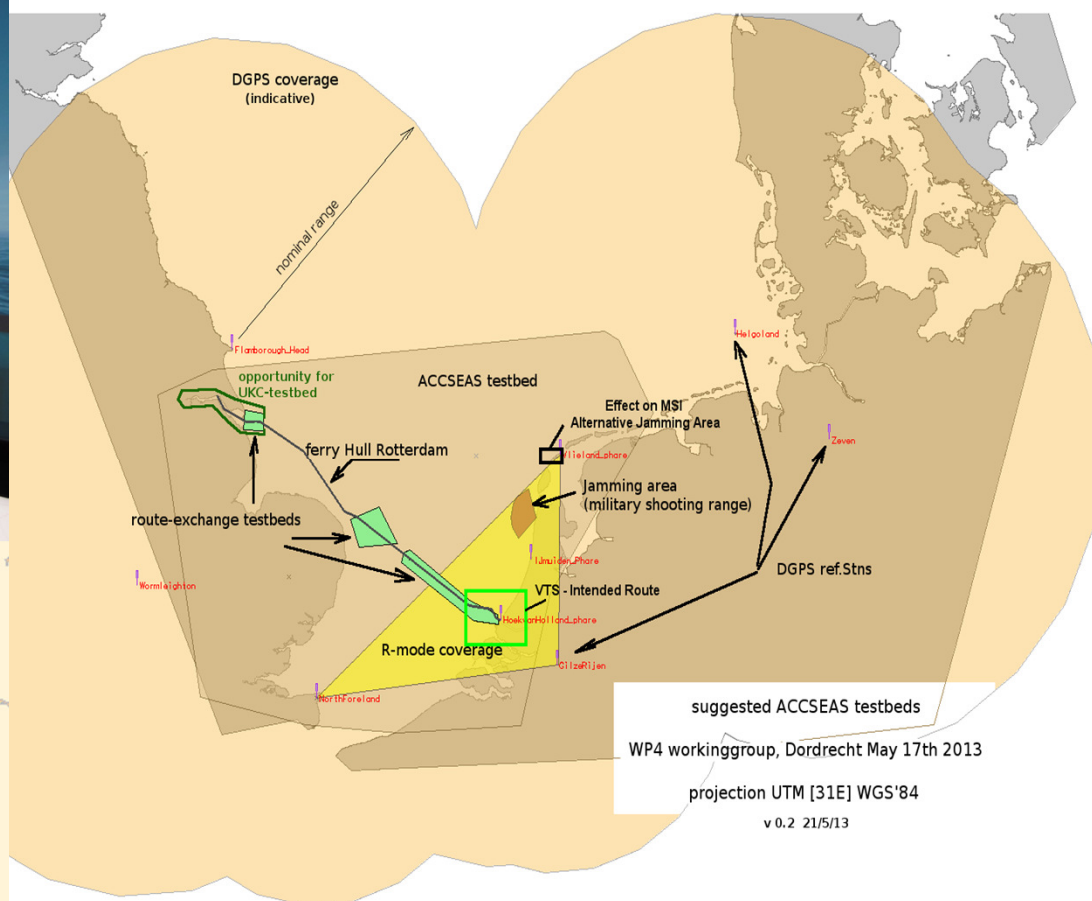 DGPS coverage
(indicative)
nominal range
Flamborough_Head
Helgoland
opportunity for
UKC-testbed
ACCSEAS testbed
Effect on MSI
Alternative Jamming Area
Zeven
ferry Hull Rotterdam
Vlieland_phare
Jamming area
(military shooting range)
route-exchange testbeds
IJmuiden_Phare
DGPS ref.Stns
Wormleighton
VTS - Intended Route
HoekvanHolland_phare
R-mode coverage
GilzeRijen
NorthForeland
suggested ACCSEAS testbeds
WP4 workinggroup, Dordrecht May 17th 2013
projection UTM [31E] WGS'84
v 0.2 21/5/13